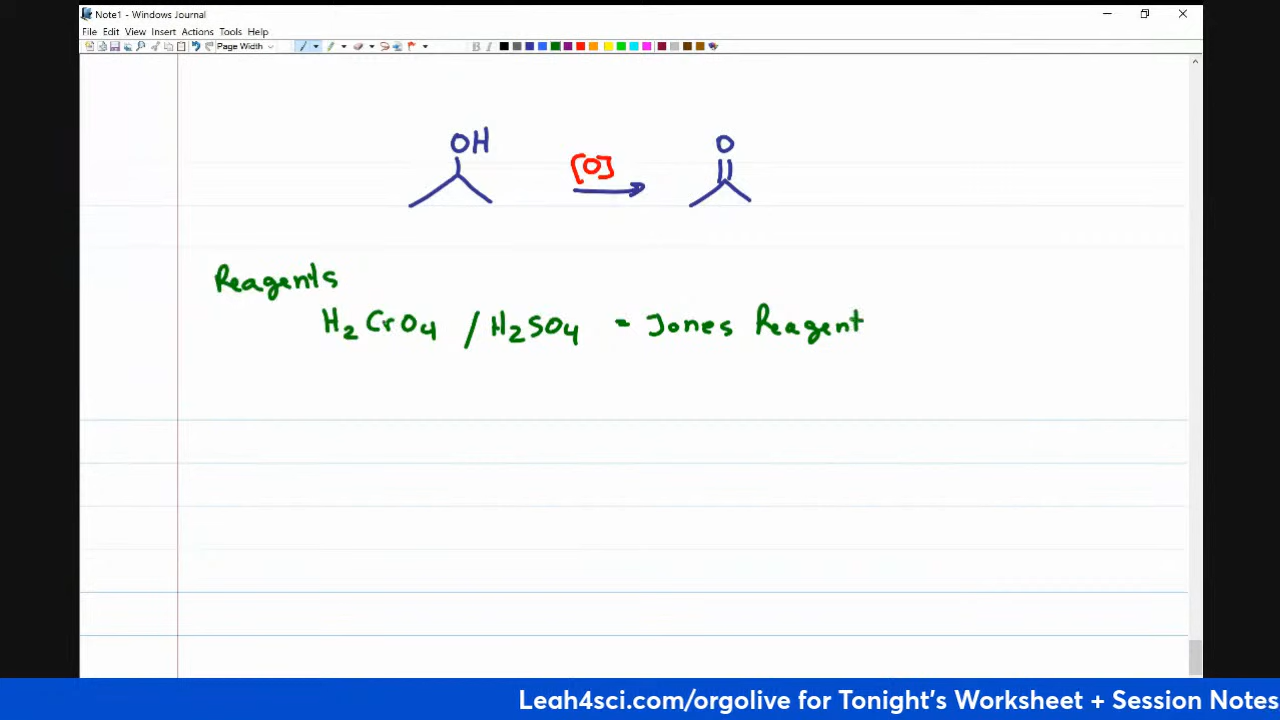 Note1 - Windows Journal
File Edit View Insert Actions Tools Help
Page Width
B I
OH
[O]
O
Reagents
H2CrO4 / H2SO4 - Jones Reagent
Leah4sci.com/orgolive for Tonight's Worksheet + Session Notes